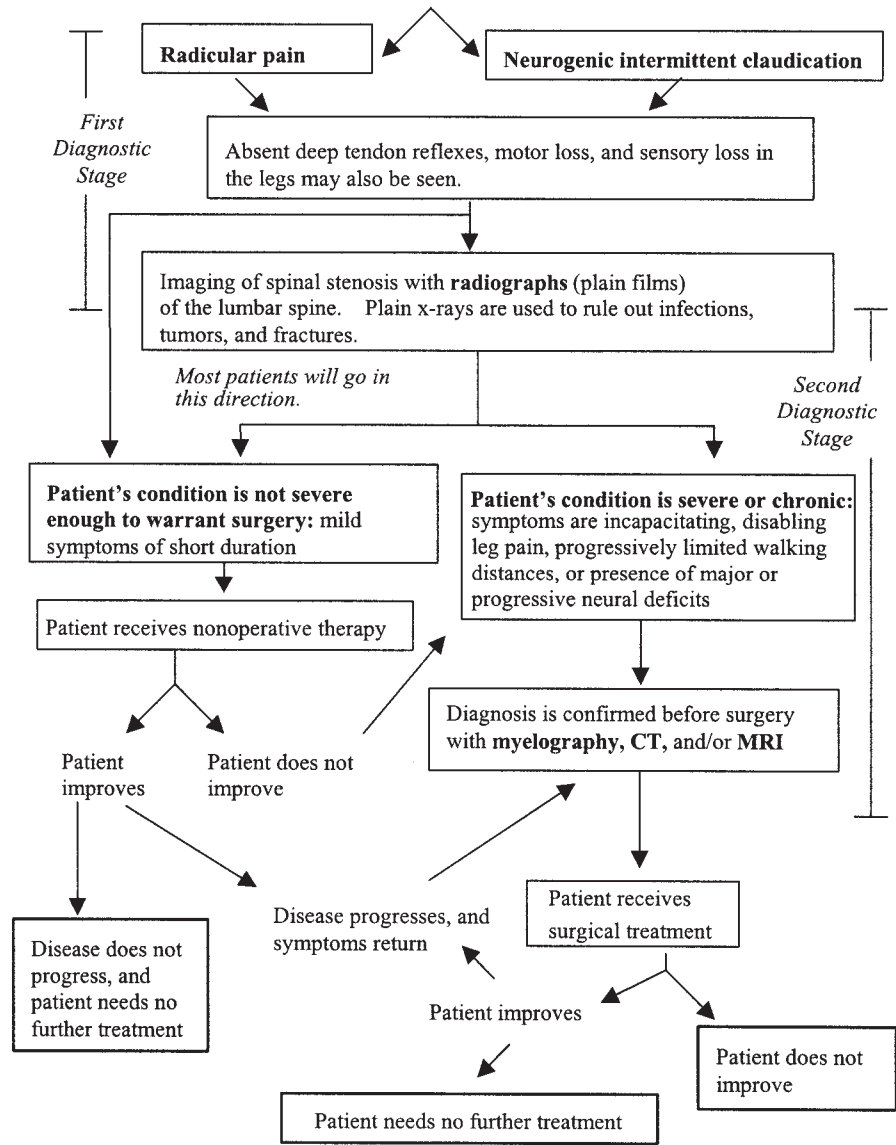 Radicular pain
Neurogenic intermittent claudication
First
Diagnostic
Stage
Absent deep tendon reflexes, motor loss, and sensory loss in
the legs may also be seen.
Imaging of spinal stenosis with radiographs (plain films)
of the lumbar spine. Plain x-rays are used to rule out infections,
tumors, and fractures.
Most patients will go in
this direction.
Second
Diagnostic
Stage
Patient's condition is not severe
enough to warrant surgery: mild
symptoms of short duration
Patient's condition is severe or chronic:
symptoms are incapacitating, disabling
leg pain, progressively limited walking
distances, or presence of major or
progressive neural deficits
Patient receives nonoperative therapy
Diagnosis is confirmed before surgery
with myelography, CT, and/or MRI
Patient
improves
Patient does not
improve
Patient receives
surgical treatment
Disease progresses, and
symptoms return
Disease does not
progress, and
patient needs no
further treatment
Patient improves
Patient does not
improve
Patient needs no further treatment